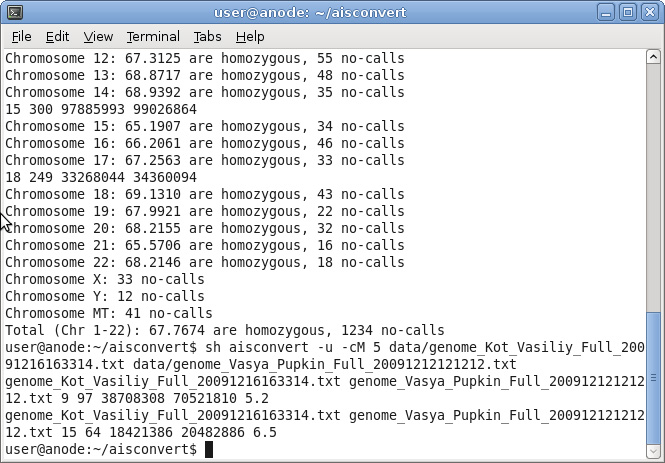 user@anode: ~/aisconvert
File Edit View Terminal Tabs Help
Chromosome 12: 67.3125 are homozygous, 55 no-calls
Chromosome 13: 68.8717 are homozygous, 48 no-calls
Chromosome 14: 68.9392 are homozygous, 35 no-calls
15 300 97885993 99026864
Chromosome 15: 65.1907 are homozygous, 34 no-calls
Chromosome 16: 66.2061 are homozygous, 46 no-calls
Chromosome 17: 67.2563 are homozygous, 33 no-calls
18 249 33268044 34360094
Chromosome 18: 69.1310 are homozygous, 43 no-calls
Chromosome 19: 67.9921 are homozygous, 22 no-calls
Chromosome 20: 68.2155 are homozygous, 32 no-calls
Chromosome 21: 65.5706 are homozygous, 16 no-calls
Chromosome 22: 68.2146 are homozygous, 18 no-calls
Chromosome X: 33 no-calls
Chromosome Y: 12 no-calls
Chromosome MT: 41 no-calls
Total (Chr 1-22): 67.7674 are homozygous, 1234 no-calls
user@anode:~/aisconvert$ sh aisconvert -u -cM 5 data/genome_Kot_Vasiliy_Full_200
91216163314.txt data/genome_Vasya_Pupkin_Full_20091212121212.txt
genome_Kot_Vasiliy_Full_20091216163314.txt genome_Vasya_Pupkin_Full_200912121212
12.txt 9 97 38708308 70521810 5.2
genome_Kot_Vasiliy_Full_20091216163314.txt genome_Vasya_Pupkin_Full_200912121212
12.txt 15 64 18421386 20482886 6.5
user@anode:~/aisconvert$